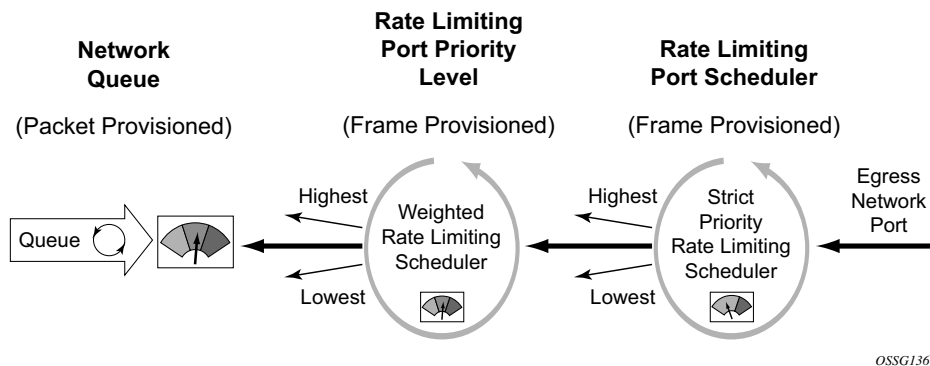 Network
Queue
(Packet Provisioned)
Rate Limiting
Port Priority
Level
(Frame Provisioned)
Rate Limiting
Port Scheduler
(Frame Provisioned)
Queue
Highest
Lowest
Weighted
Rate Limiting
Scheduler
Highest
Lowest
Strict
Priority
Rate Limiting
Scheduler
Egress
Network
Port
OSSG136